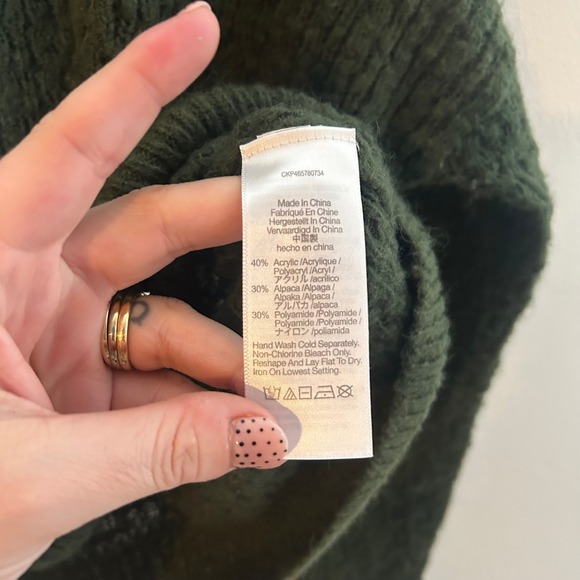 CKP465780734
Made In China
Fabriqué En Chine
Hergestellt In China
Vervaardigd In China
中国製
hecho en china
40% Acrylic /Acrylique /
Polyacryl /Acryl /
アクリル /acrílico
30% Alpaca /Alpaga /
Alpaka /Alpaca /
アルパカ /alpaca
30% Polyamide /Polyamide /
Polyamide /Polyamide /
ナイロン /poliamida
Hand Wash Cold Separately.
Non-Chlorine Bleach Only.
Reshape And Lay Flat To Dry.
Iron On Lowest Setting.